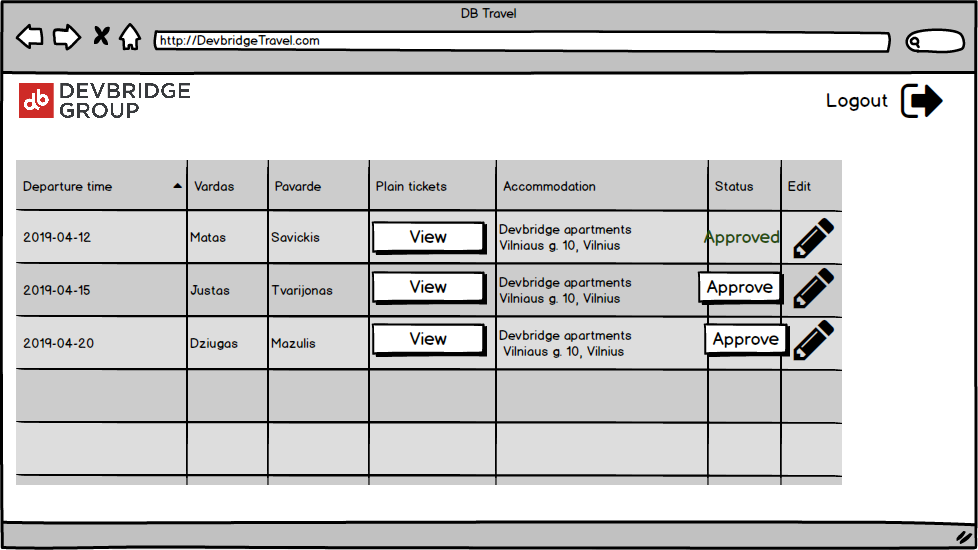 DB Travel
http://DevbridgeTravel.com
db DEVBRIDGE
GROUP
Logout
Departure time Vardas Pavarde Plain tickets Accommodation Status Edit
2019-04-12 Matas Savickis View Devbridge apartments
Vilniaus g. 10, Vilnius Approved
2019-04-15 Justas Tvarijonas View Devbridge apartments
Vilniaus g. 10, Vilnius Approve
2019-04-20 Dziugas Mazulis View Devbridge apartments
Vilniaus g. 10, Vilnius Approve